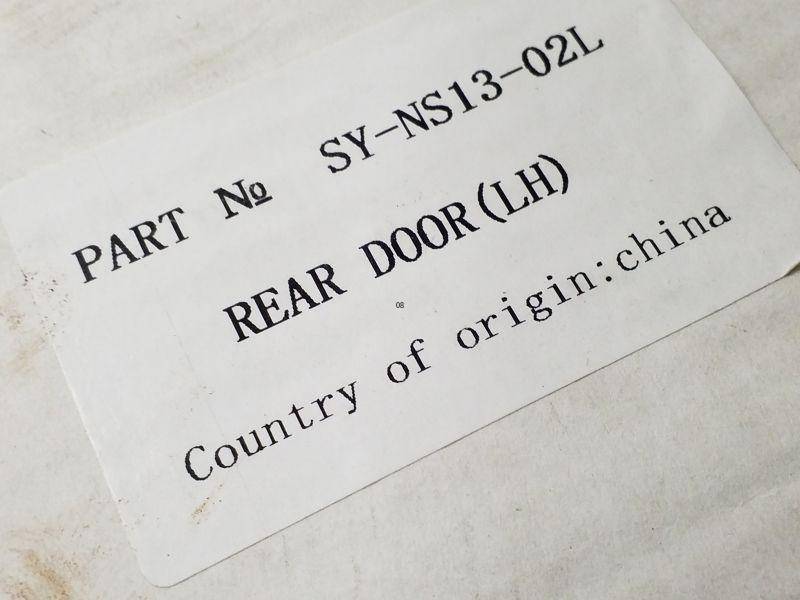 PART № SY-NS13-02L
REAR DOOR(LH)
08
Country of origin:china